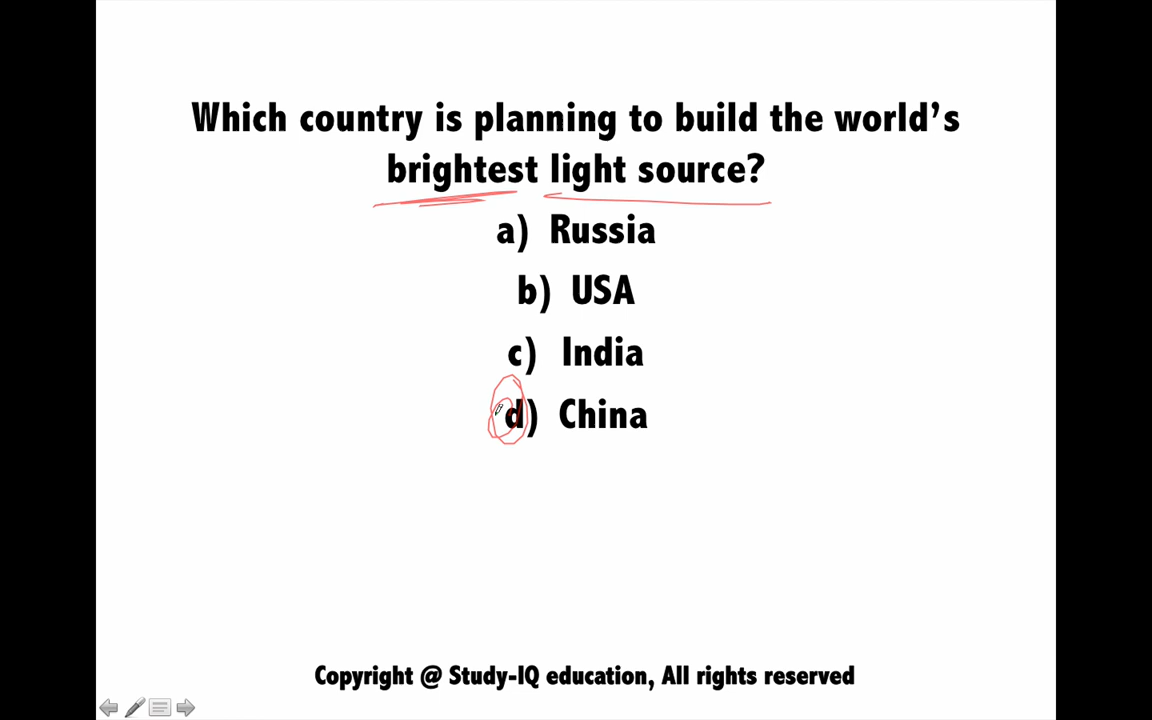 Which country is planning to build the world’s
brightest light source?
a) Russia
b) USA
c) India
d) China
Copyright @ Study-IQ education, All rights reserved